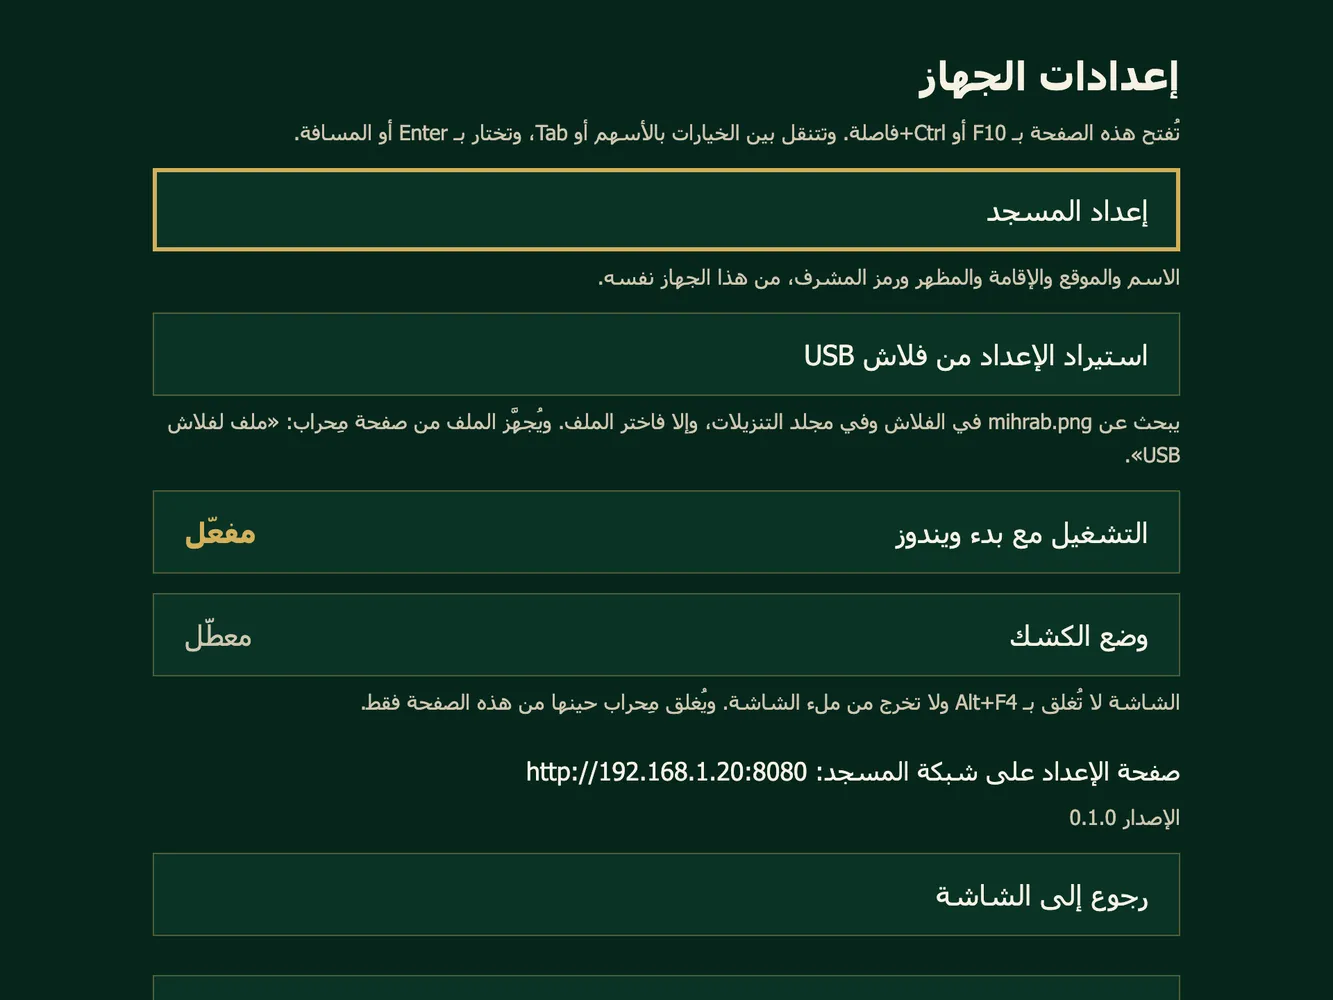 إعدادات الجهاز
تُفتح هذه الصفحة بـ F10 أو Ctrl+فاصلة. وتتنقل بين الخيارات بالأسهم أو Tab، وتختار بـ Enter أو المسافة.
إعداد المسجد
الاسم والموقع والإقامة والمظهر ورمز المشرف، من هذا الجهاز نفسه.
استيراد الإعداد من فلاش USB
يبحث عن mihrab.png في الفلاش وفي مجلد التنزيلات، وإلا فاختر الملف. ويُجهَّز الملف من صفحة مِحراب: «ملف لفلاش
USB».
التشغيل مع بدء ويندوز مفعّل
وضع الكشك معطّل
الشاشة لا تُغلق بـ Alt+F4 ولا تخرج من ملء الشاشة. ويُغلق مِحراب حينها من هذه الصفحة فقط.
صفحة الإعداد على شبكة المسجد: http://192.168.1.20:8080
الإصدار 0.1.0
رجوع إلى الشاشة